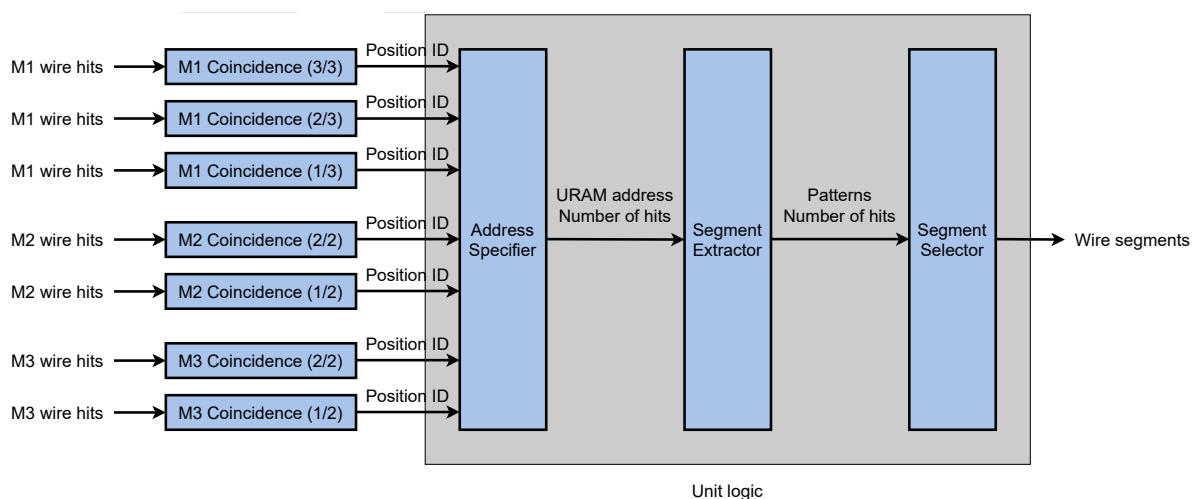 M1 wire hits
M1 Coincidence (3/3)
Position ID
M1 wire hits
M1 Coincidence (2/3)
Position ID
M1 wire hits
M1 Coincidence (1/3)
Position ID
M2 wire hits
M2 Coincidence (2/2)
Position ID
M2 wire hits
M2 Coincidence (1/2)
Position ID
M3 wire hits
M3 Coincidence (2/2)
Position ID
M3 wire hits
M3 Coincidence (1/2)
Position ID
Address
Specifier
URAM address
Number of hits
Segment
Extractor
Patterns
Number of hits
Segment
Selector
Wire segments
Unit logic